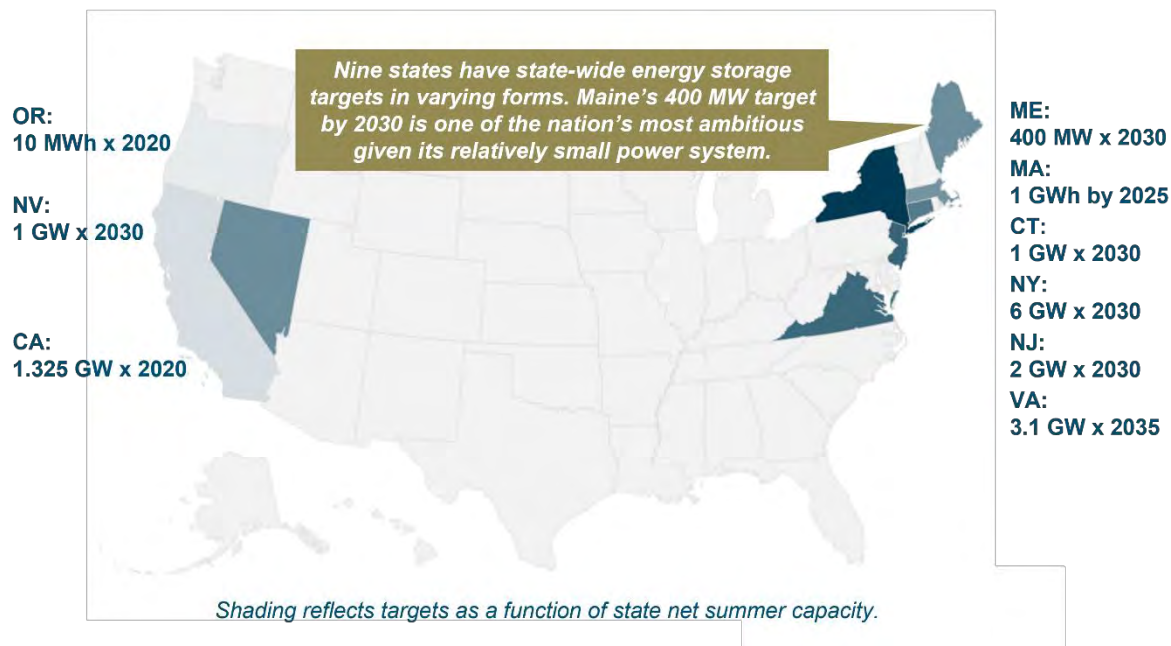 Nine states have state-wide energy storage
targets in varying forms. Maine's 400 MW target
by 2030 is one of the nation's most ambitious
given its relatively small power system.
OR:
10 MWh x 2020
NV:
1 GW x 2030
CA:
1.325 GW x 2020
ME:
400 MW x 2030
MA:
1 GWh by 2025
CT:
1 GW x 2030
NY:
6 GW x 2030
NJ:
2 GW x 2030
VA:
3.1 GW x 2035
Shading reflects targets as a function of state net summer capacity.